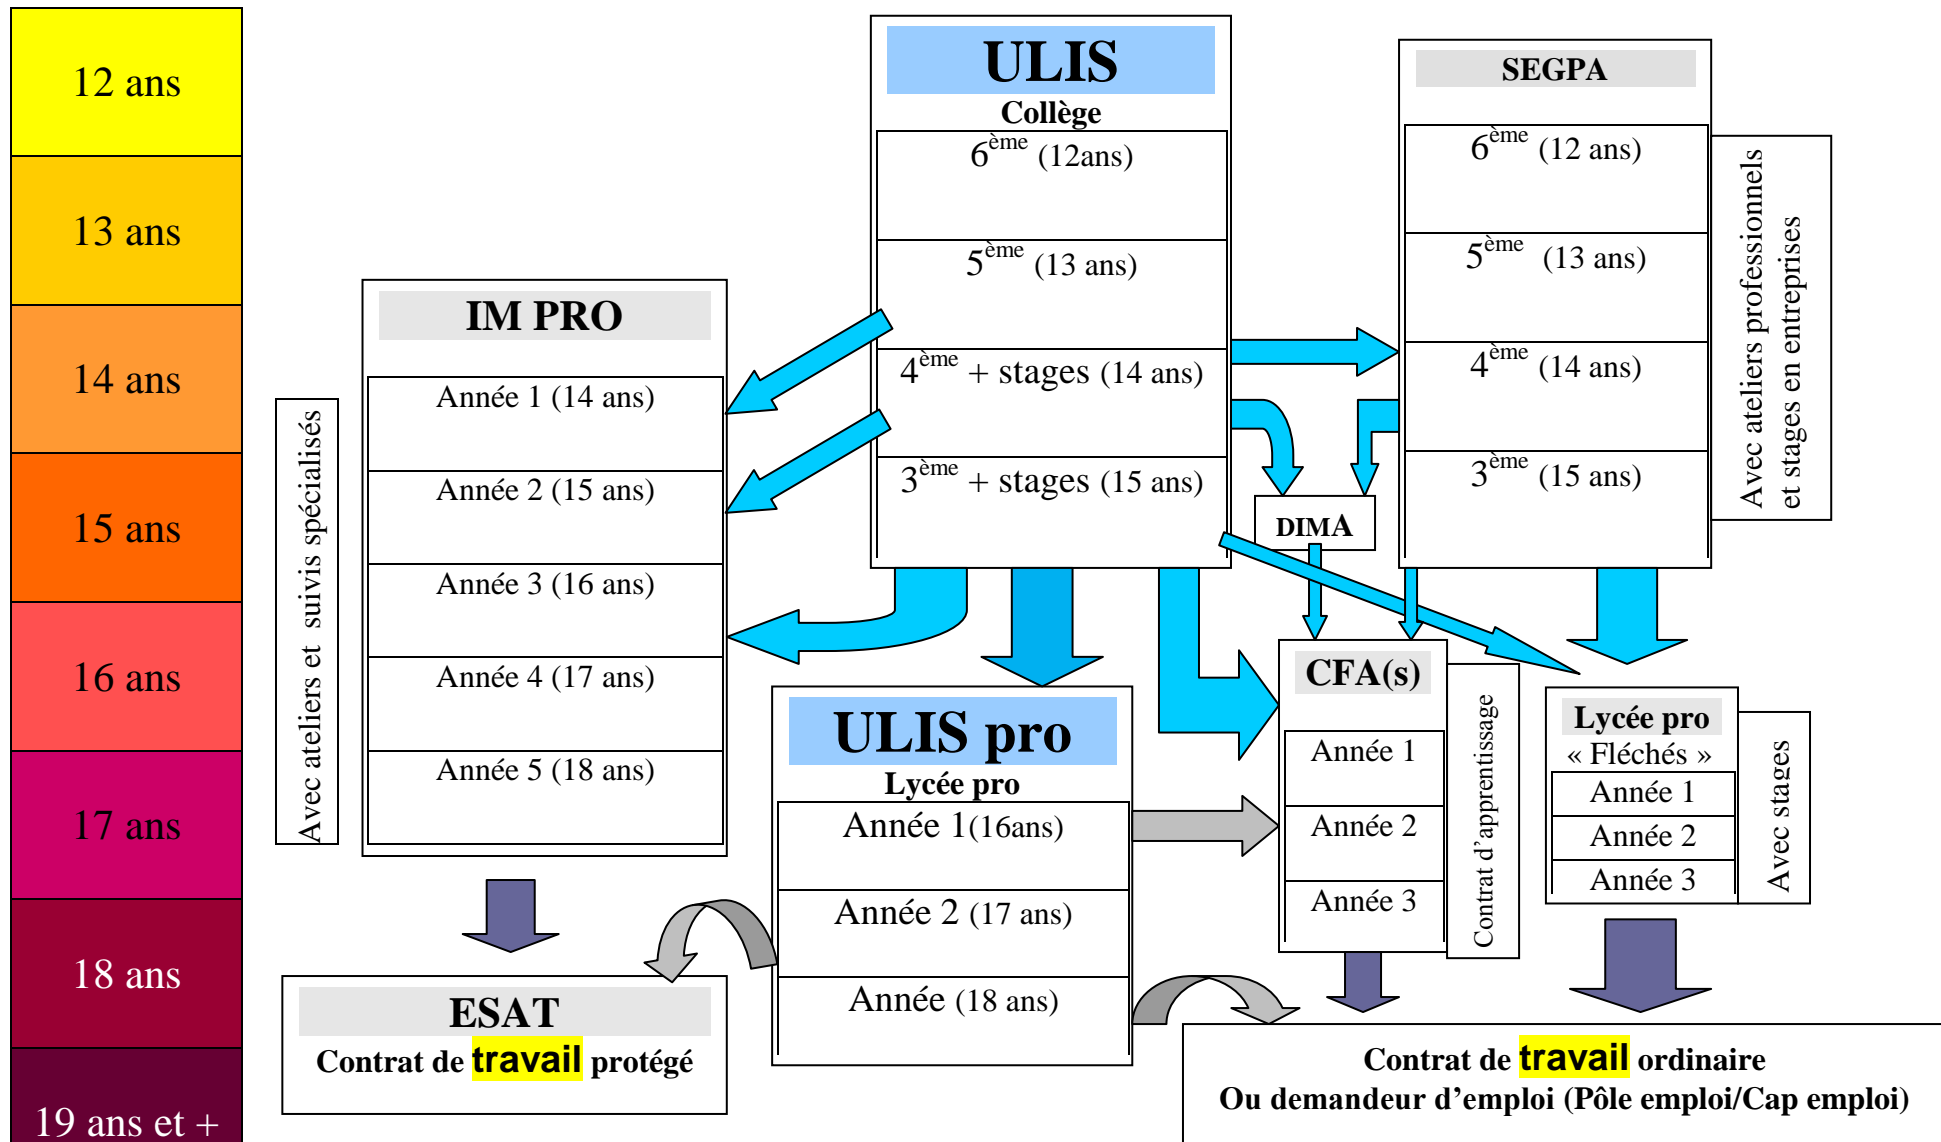 12 ans
13 ans
14 ans
15 ans
16 ans
17 ans
18 ans
19 ans et +
IM PRO
Année 1 (14 ans)
Année 2 (15 ans)
Année 3 (16 ans)
Année 4 (17 ans)
Année 5 (18 ans)
Avec ateliers et suivis spécialisés
ULIS
Collège
6ème (12ans)
5ème (13 ans)
4ème + stages (14 ans)
3ème + stages (15 ans)
SEGPA
6ème (12 ans)
5ème (13 ans)
4ème (14 ans)
3ème (15 ans)
Avec ateliers professionnels
et stages en entreprises
DIMA
ULIS pro
Lycée pro
Année 1(16ans)
Année 2 (17 ans)
Année (18 ans)
CFA(s)
Année 1
Année 2
Année 3
Contrat d’apprentissage
Lycée pro
« Fléchés »
Année 1
Année 2
Année 3
Avec stages
ESAT
Contrat de travail protégé
Contrat de travail ordinaire
Ou demandeur d’emploi (Pôle emploi/Cap emploi)